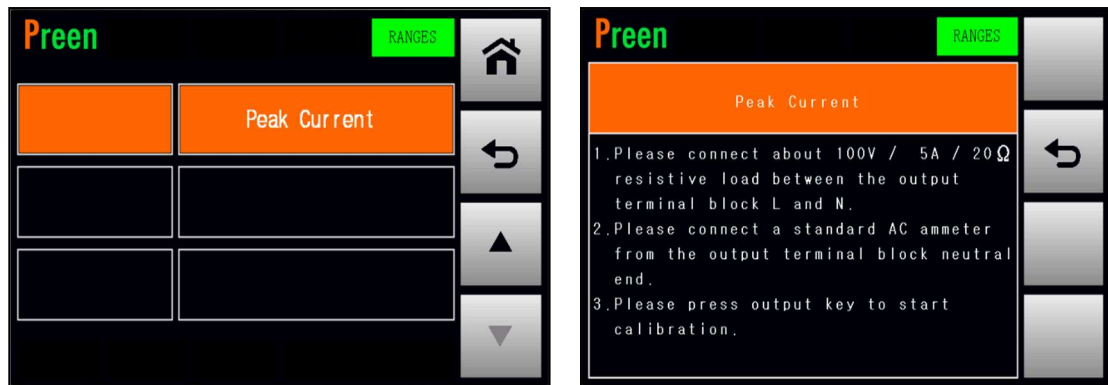 Preen
RANGES
Peak Current
Preen
RANGES
Peak Current
1.Please connect about 100V / 5A / 20Ω
resistive load between the output
terminal block L and N.
2.Please connect a standard AC ammeter
from the output terminal block neutral
end.
3.Please press output key to start
calibration.